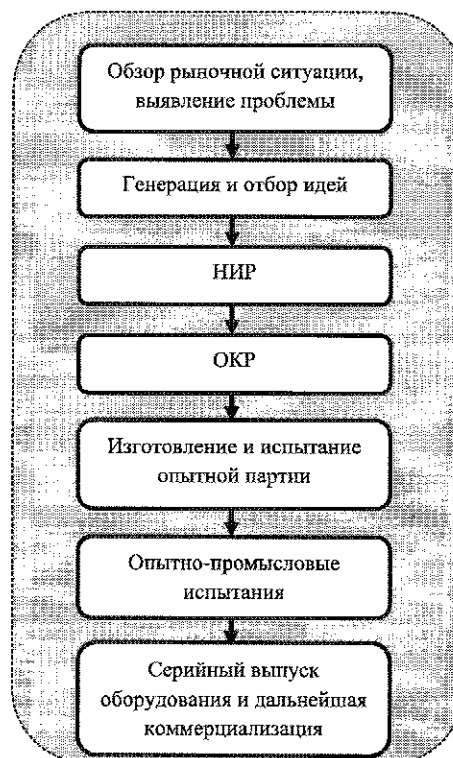 Обзор рыночной ситуации,
выявление проблемы
Генерация и отбор идей
НИР
ОКР
Изготовление и испытание
опытной партии
Опытно-промысловые
испытания
Серийный выпуск
оборудования и дальнейшая
коммерциализация